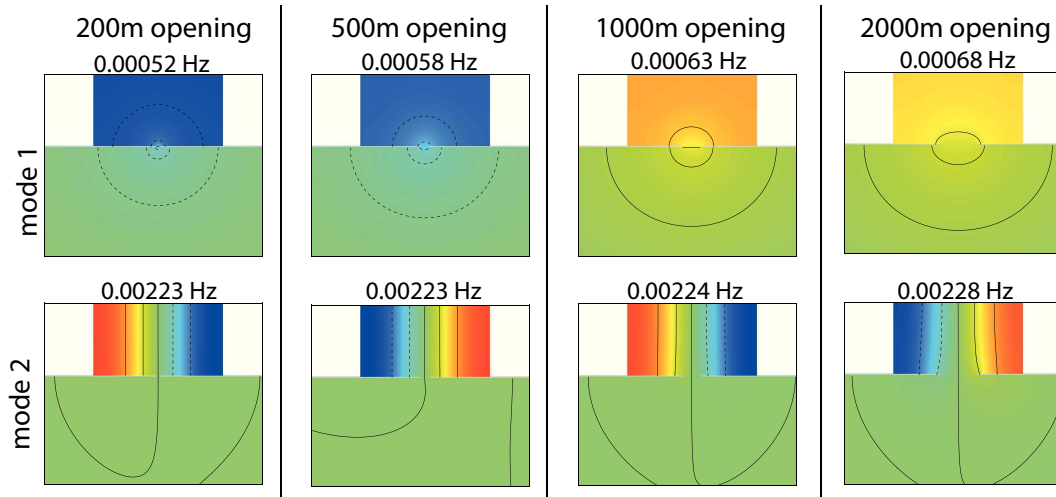 200m opening
500m opening
1000m opening
2000m opening
0.00052 Hz
0.00058 Hz
0.00063 Hz
0.00068 Hz
mode 1
0.00223 Hz
0.00223 Hz
0.00224 Hz
0.00228 Hz
mode 2